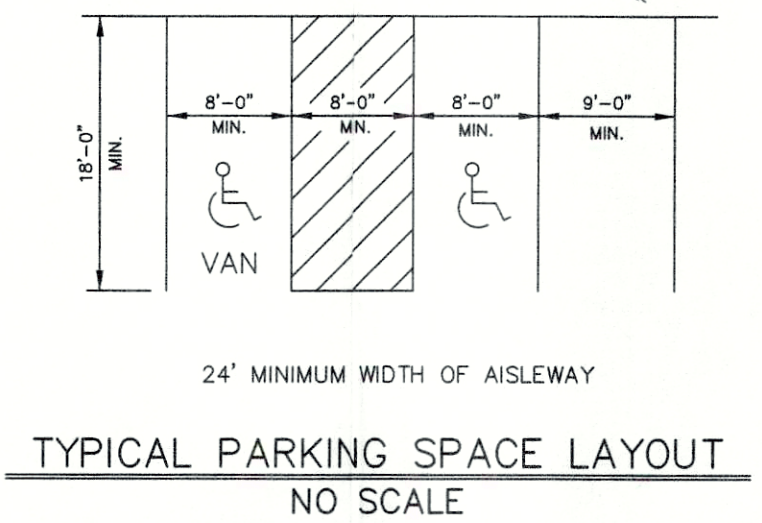 8'-0" 8'-0" 8'-0" 9'-0"
MIN. MIN. MIN. MIN.
18'-0"
MIN.
VAN
24' MINIMUM WIDTH OF AISLEWAY
TYPICAL PARKING SPACE LAYOUT
NO SCALE